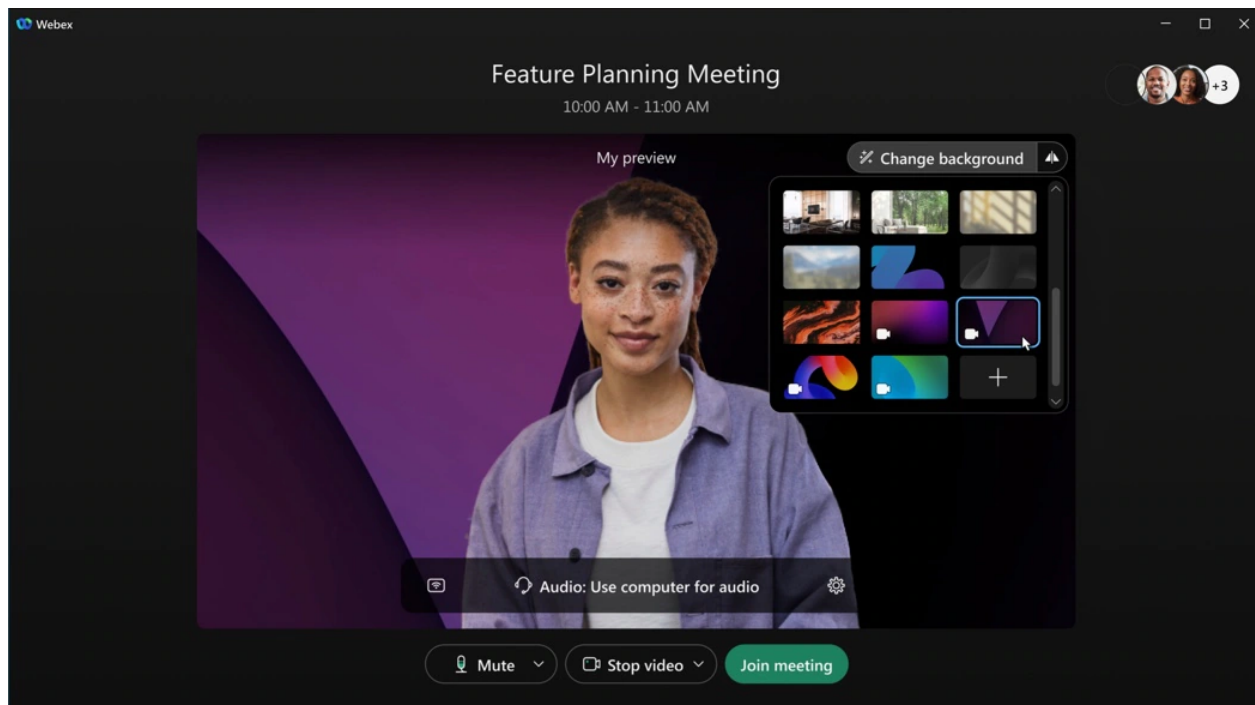 Webex
Feature Planning Meeting
10:00 AM - 11:00 AM
+3
My preview
Change background
Audio: Use computer for audio
Mute
Stop video
Join meeting